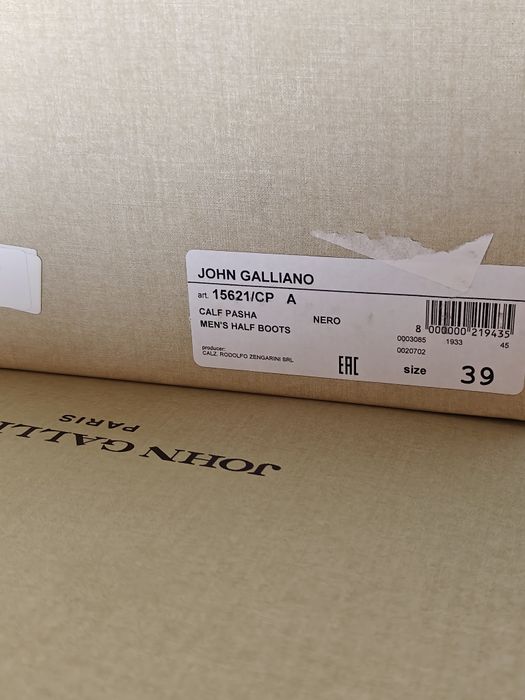 JOHN GALLIANO
art. 15621/CP A
CALF PASHA NERO
MEN'S HALF BOOTS
producer:
CALZ. RODOLFO ZENGARINI SRL
EAC
8 000000 219435
0003085 1933 45
0020702
size 39
JOHN GALLI
PARIS